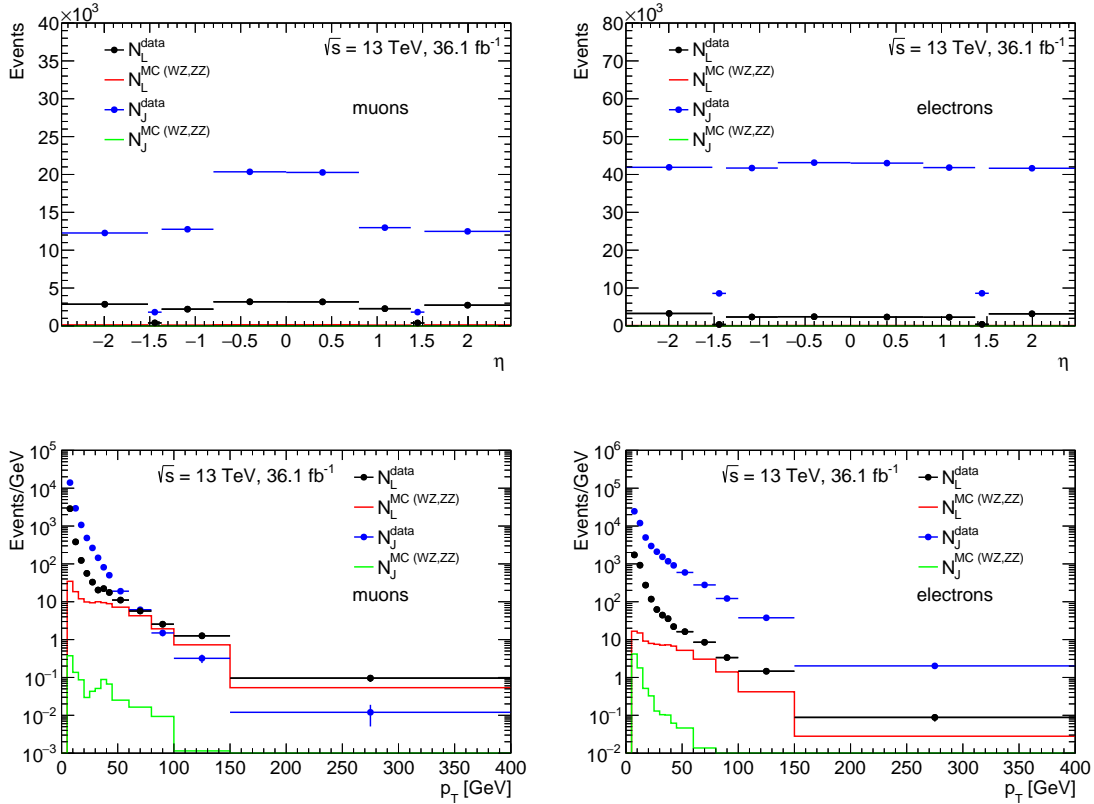 ×10³
Events
40
35
30
25
20
15
10
5
0
N_L^data
N_L^MC (WZ,ZZ)
N_J^data
N_J^MC (WZ,ZZ)
√s = 13 TeV, 36.1 fb⁻¹
muons
−2 −1.5 −1 −0.5 0 0.5 1 1.5 2
η
×10³
Events
80
70
60
50
40
30
20
10
0
N_L^data
N_L^MC (WZ,ZZ)
N_J^data
N_J^MC (WZ,ZZ)
√s = 13 TeV, 36.1 fb⁻¹
electrons
−2 −1.5 −1 −0.5 0 0.5 1 1.5 2
η
Events/GeV
10⁵
10⁴
10³
10²
10
1
10⁻¹
10⁻²
10⁻³
√s = 13 TeV, 36.1 fb⁻¹
N_L^data
N_L^MC (WZ,ZZ)
N_J^data
N_J^MC (WZ,ZZ)
muons
0 50 100 150 200 250 300 350 400
p_T [GeV]
Events/GeV
10⁶
10⁵
10⁴
10³
10²
10
1
10⁻¹
10⁻²
√s = 13 TeV, 36.1 fb⁻¹
N_L^data
N_L^MC (WZ,ZZ)
N_J^data
N_J^MC (WZ,ZZ)
electrons
0 50 100 150 200 250 300 350 400
p_T [GeV]